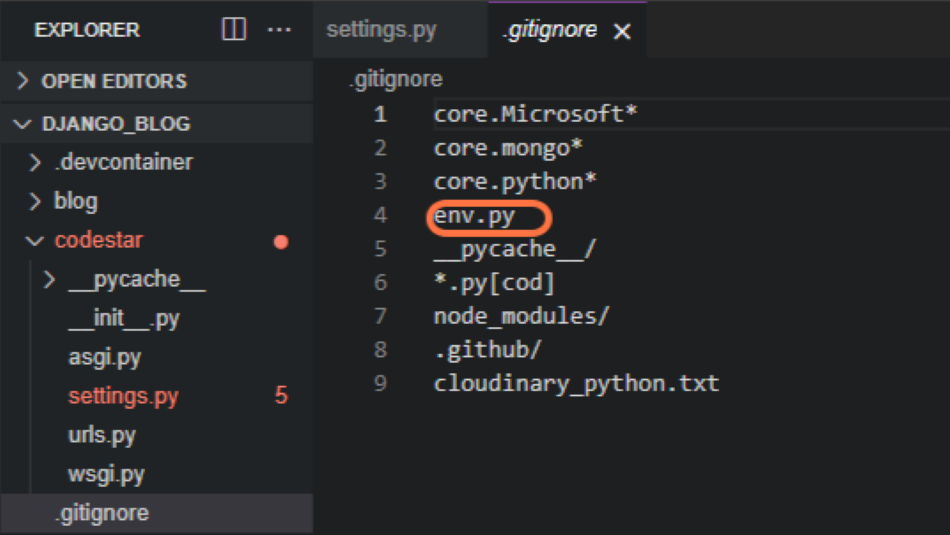 EXPLORER
OPEN EDITORS
DJANGO_BLOG
.devcontainer
blog
codestar
__pycache__
__init__.py
asgi.py
settings.py 5
urls.py
wsgi.py
.gitignore
settings.py .gitignore
.gitignore
1 core.Microsoft*
2 core.mongo*
3 core.python*
4 env.py
5 __pycache__/
6 *.py[cod]
7 node_modules/
8 .github/
9 cloudinary_python.txt